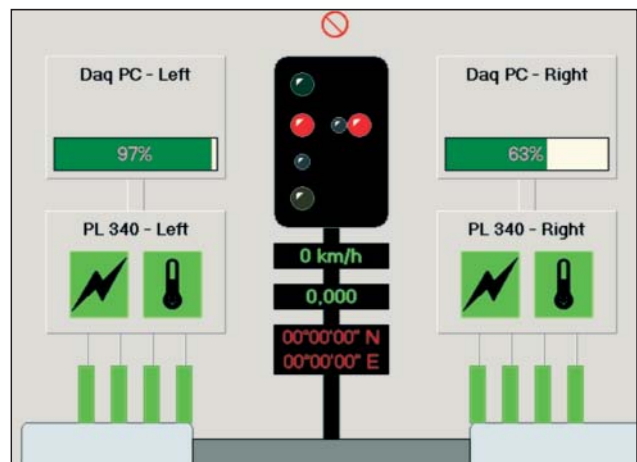 Daq PC - Left
97%
PL 340 - Left
0 km/h
0,000
00°00'00" N
00°00'00" E
Daq PC - Right
63%
PL 340 - Right